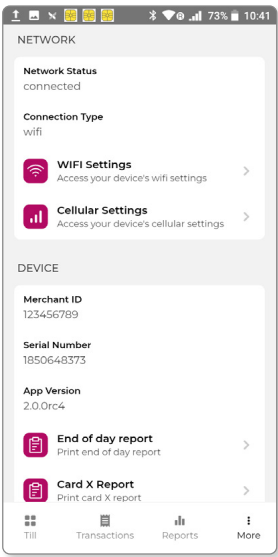 73% 10:41
NETWORK
Network Status
connected
Connection Type
wifi
WIFI Settings
Access your device's wifi settings
Cellular Settings
Access your device's cellular settings
DEVICE
Merchant ID
123456789
Serial Number
1850648373
App Version
2.0.0rc4
End of day report
Print end of day report
Card X Report
Print card X report
Till Transactions Reports More